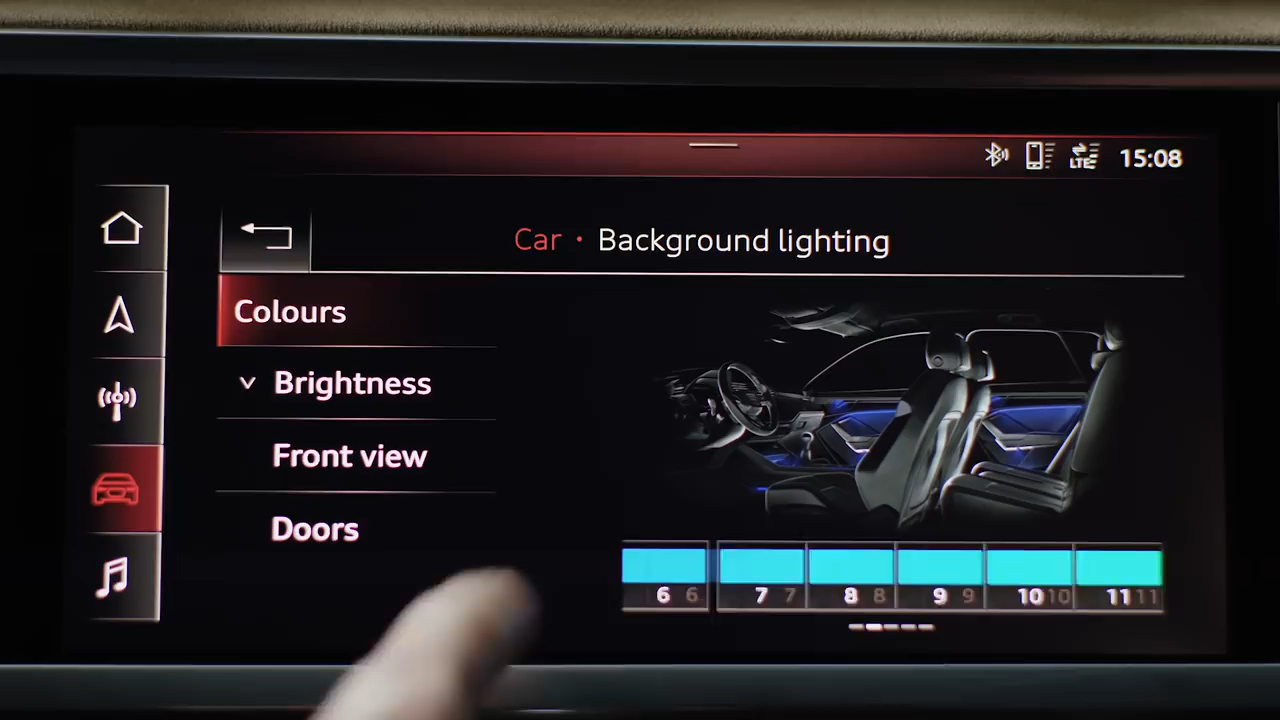 LTE 15:08
Car · Background lighting
Colours
Brightness
Front view
Doors
6 6 7 7 8 8 9 9 10 10 11 11